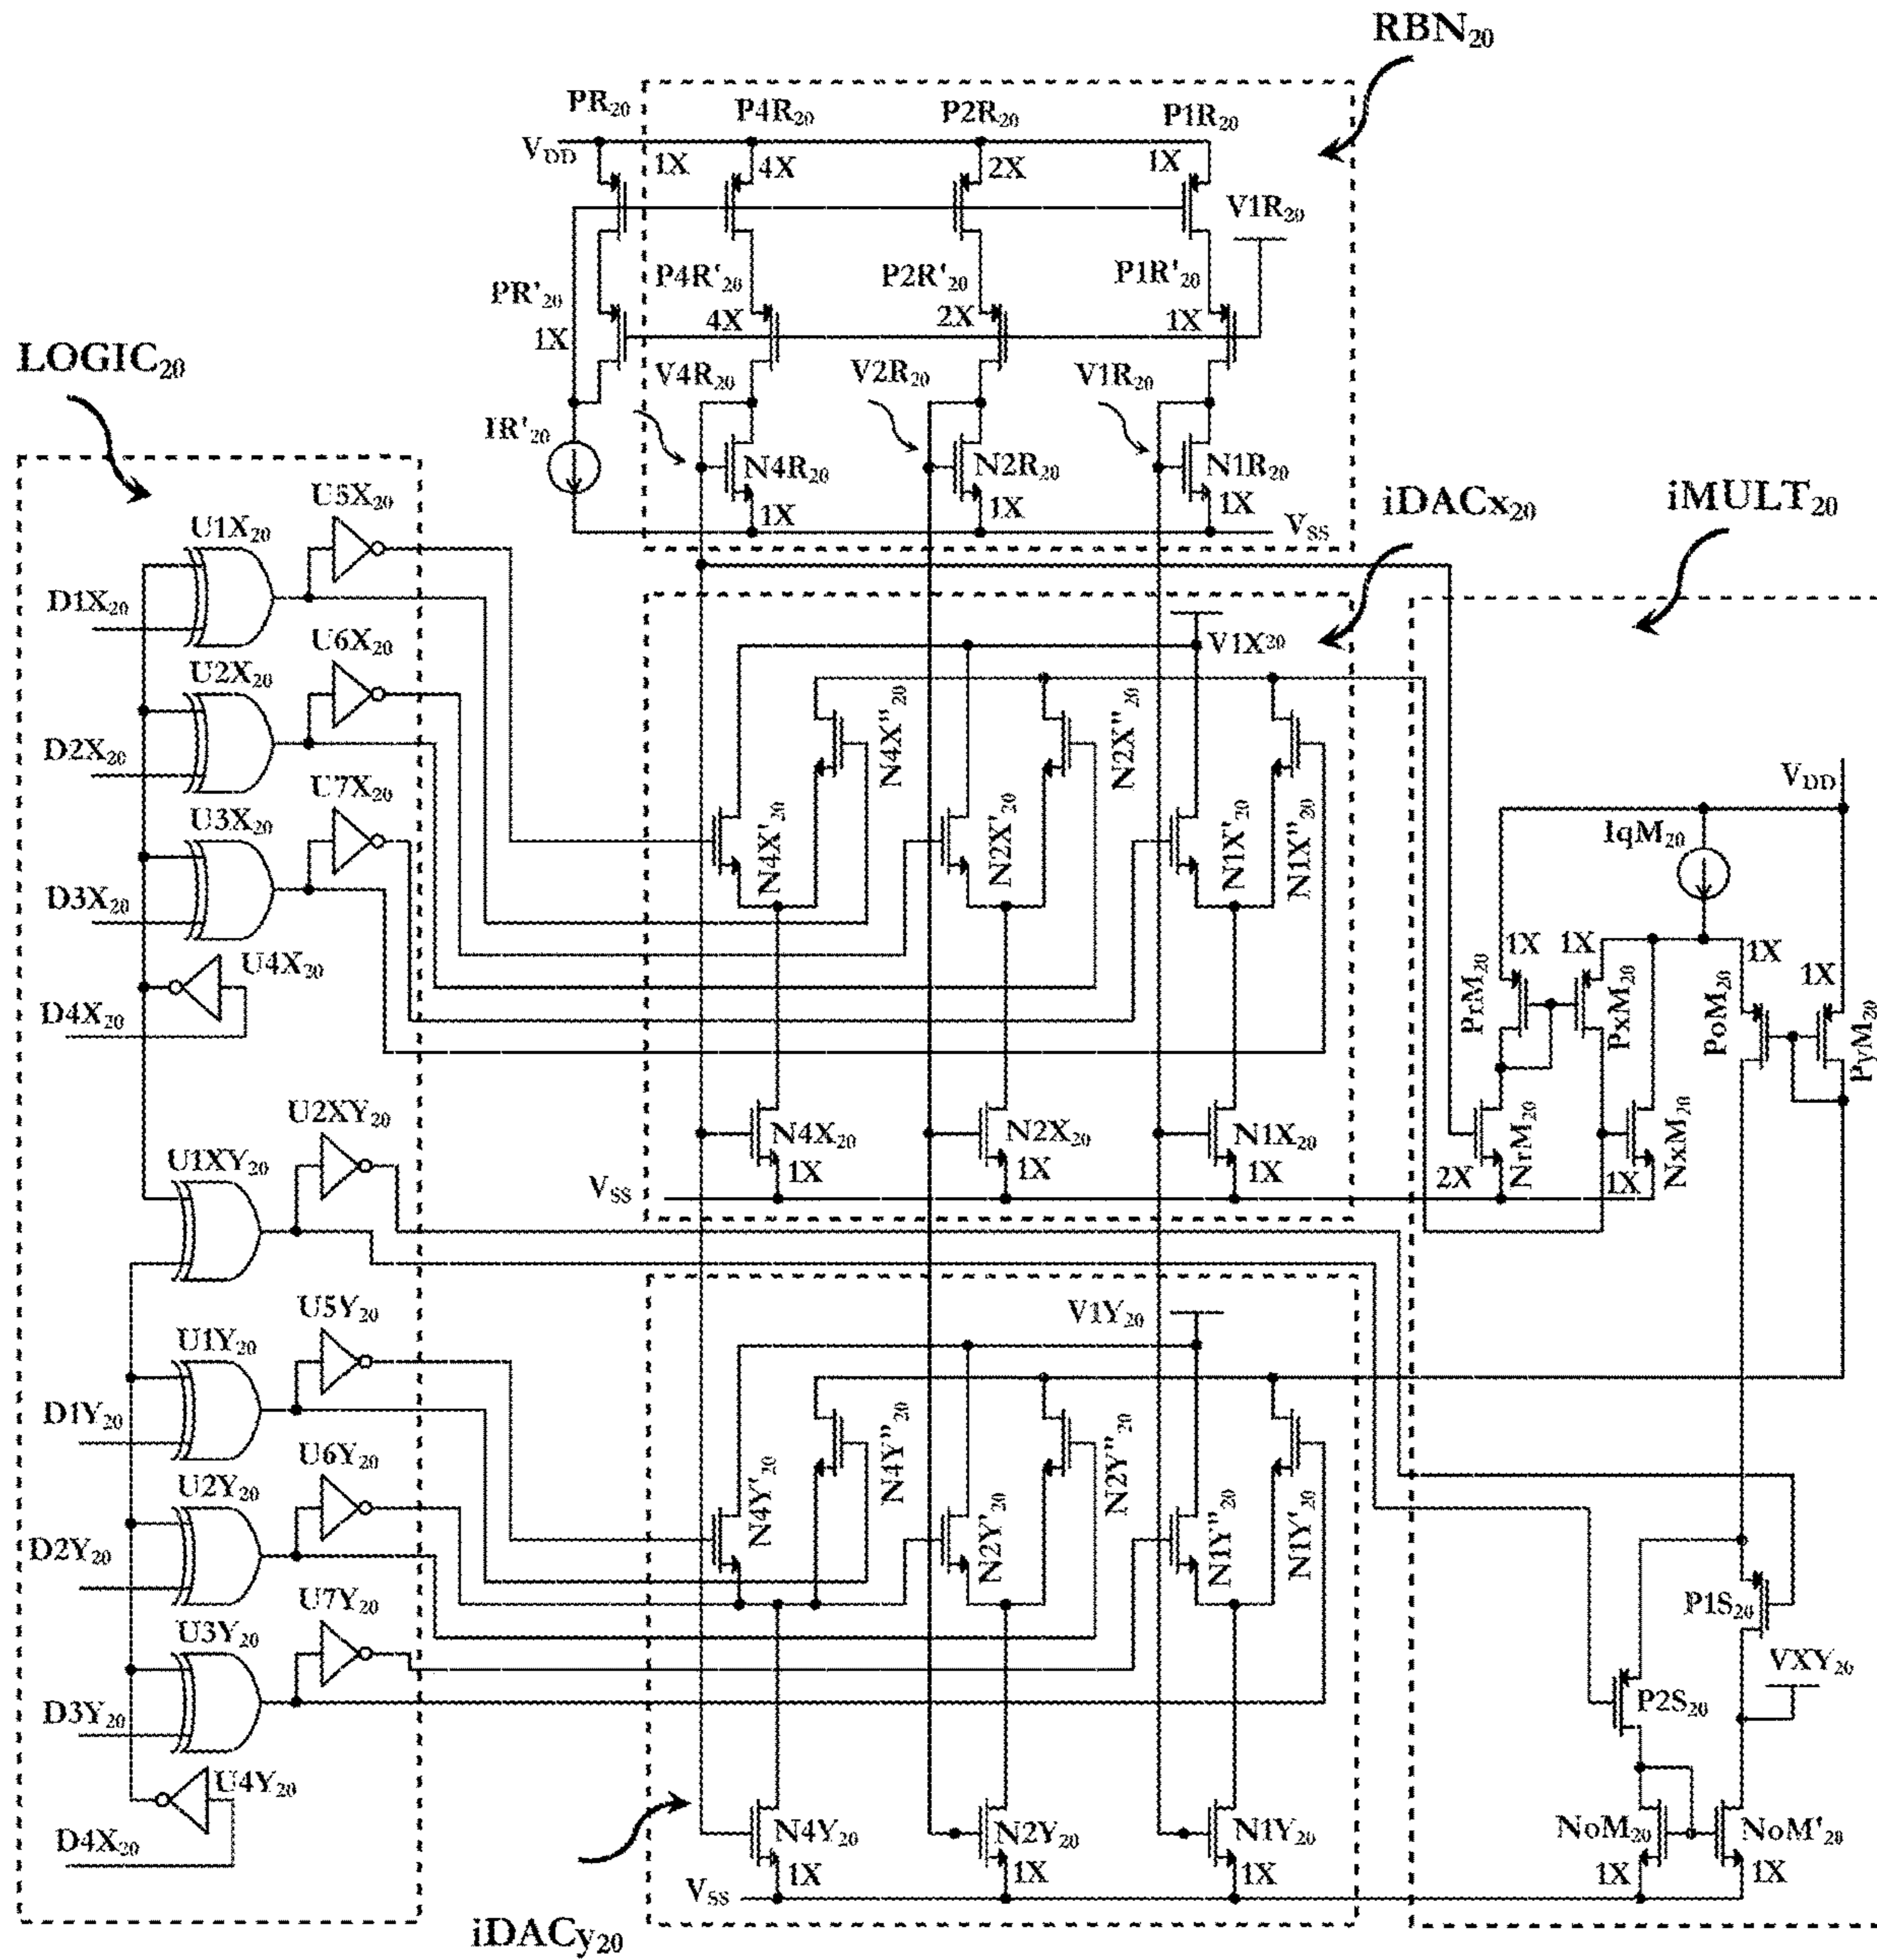 RBN20
PR20
P4R20
P2R20
P1R20
VDD
1X
4X
2X
1X
V1R20
PR'20
P4R'20
P2R'20
P1R'20
1X
4X
2X
1X
LOGIC20
V4R20
V2R20
V1R20
IR'20
N4R20
N2R20
N1R20
1X
1X
1X
VSS
iDACx20
iMULT20
U5X20
U1X20
D1X20
U6X20
U2X20
D2X20
U7X20
U3X20
D3X20
U4X20
D4X20
V1X20
N4X'20
N4X"20
N2X'20
N2X"20
N1X'20
N1X"20
N4X20
N2X20
N1X20
1X
1X
1X
VSS
VDD
IqM20
1X
1X
1X
1X
PrM20
PxM20
PoM20
PyM20
NrM20
NxM20
2X
1X
U2XY20
U1XY20
U5Y20
U1Y20
D1Y20
U6Y20
U2Y20
D2Y20
U7Y20
U3Y20
D3Y20
U4Y20
D4X20
V1Y20
N4Y'20
N4Y"20
N2Y'20
N2Y"20
N1Y"20
N1Y'20
N4Y20
N2Y20
N1Y20
1X
1X
1X
VSS
iDACy20
P1S20
VXY20
P2S20
NoM20
NoM'20
1X
1X